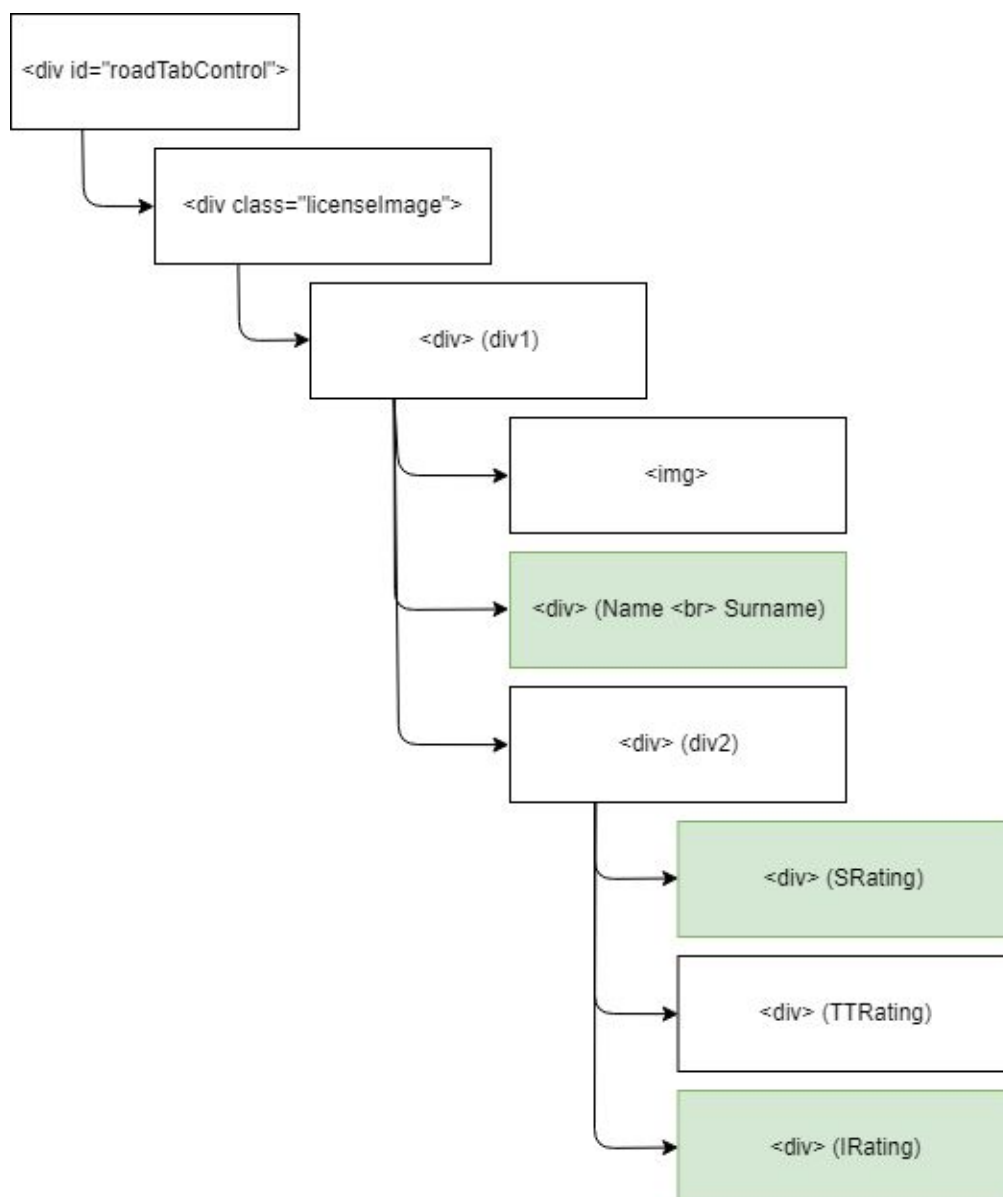 <div id="roadTabControl">
<div class="licenseImage">
<div> (div1)
<img>
<div> (Name <br> Surname)
<div> (div2)
<div> (SRating)
<div> (TTRating)
<div> (IRating)